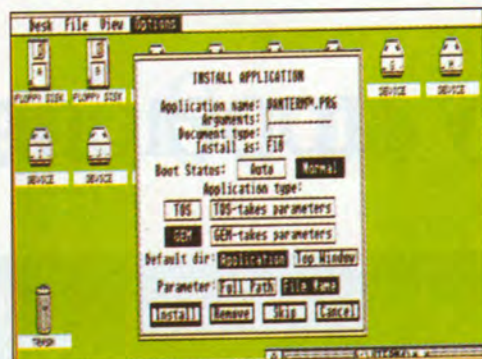 Desk File View Options
FLOPPY DISK FLOPPY DISK DEVICE DEVICE
DEVICE DEVICE
INSTALL APPLICATION
Application name: .PRG
Arguments:
Document type:
Install as: F10
Boot Status: Auto Normal
Application type:
TOS TOS-takes parameters
GEM GEM-takes parameters
Default dir: Application Top Window
Parameter: Full Path File Name
Install Remove Skip Cancel
TRASH